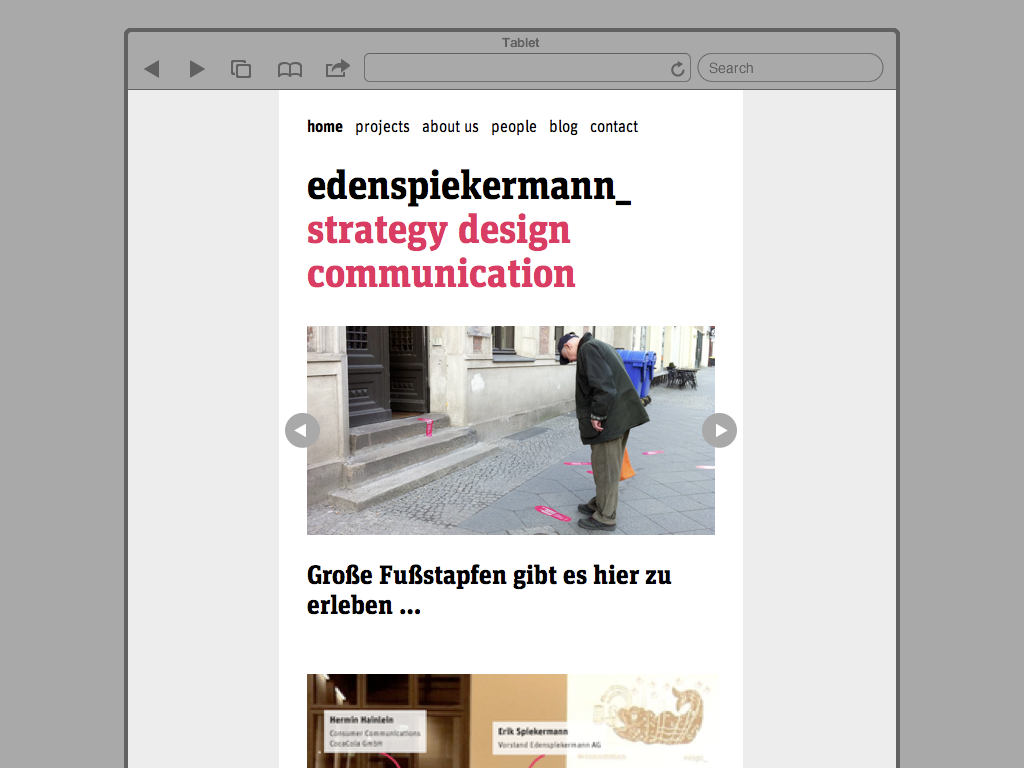 Tablet
Search
home projects about us people blog contact
edenspiekermann_
strategy design
communication
Große Fußstapfen gibt es hier zu
erleben ...
Hermin Hainlein
Consumer Communications
CocaCola GmbH
Erik Spiekermann
Vorstand Edenspiekermann AG